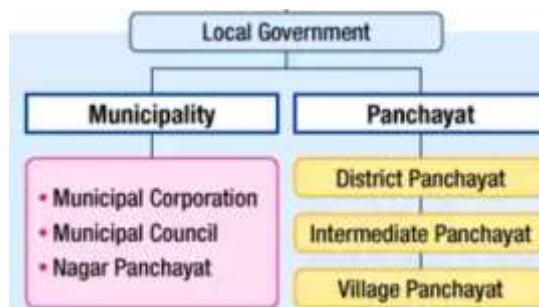 Local Government
Municipality
Panchayat
• Municipal Corporation
• Municipal Council
• Nagar Panchayat
District Panchayat
Intermediate Panchayat
Village Panchayat